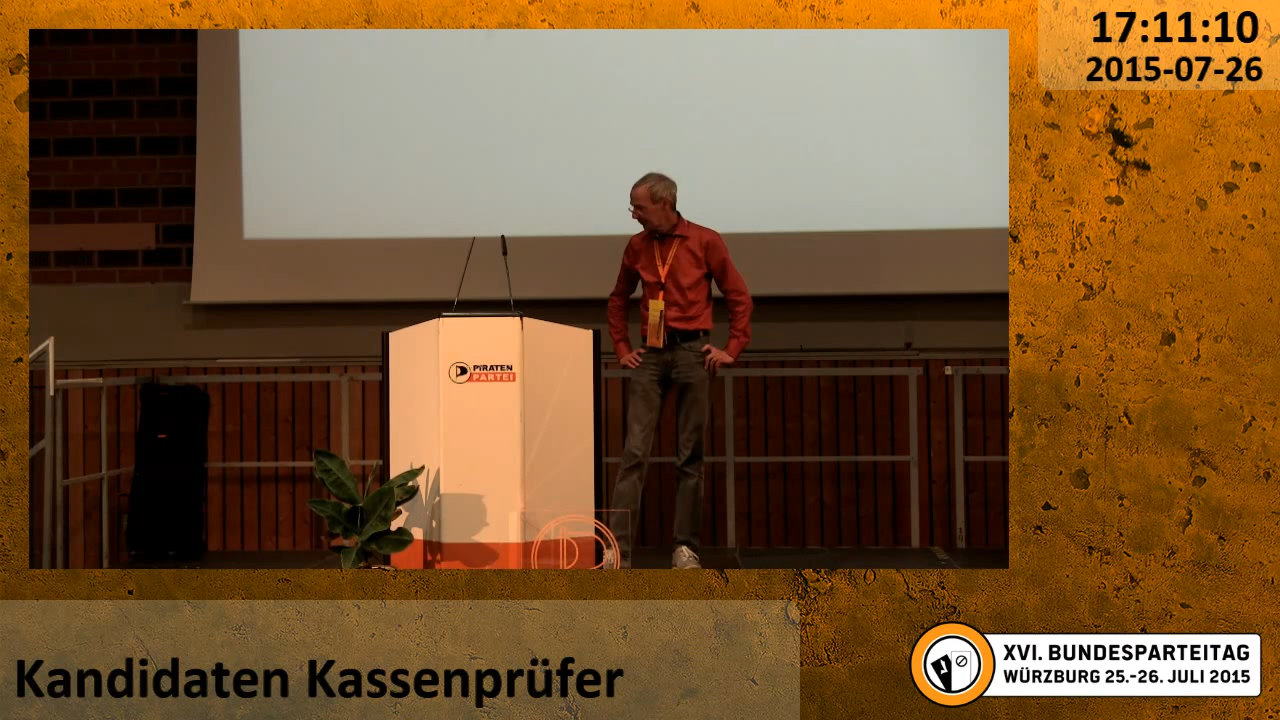 17:11:10
2015-07-26
PIRATEN
PARTEI
Kandidaten Kassenprüfer
XVI. BUNDESPARTEITAG
WÜRZBURG 25.-26. JULI 2015